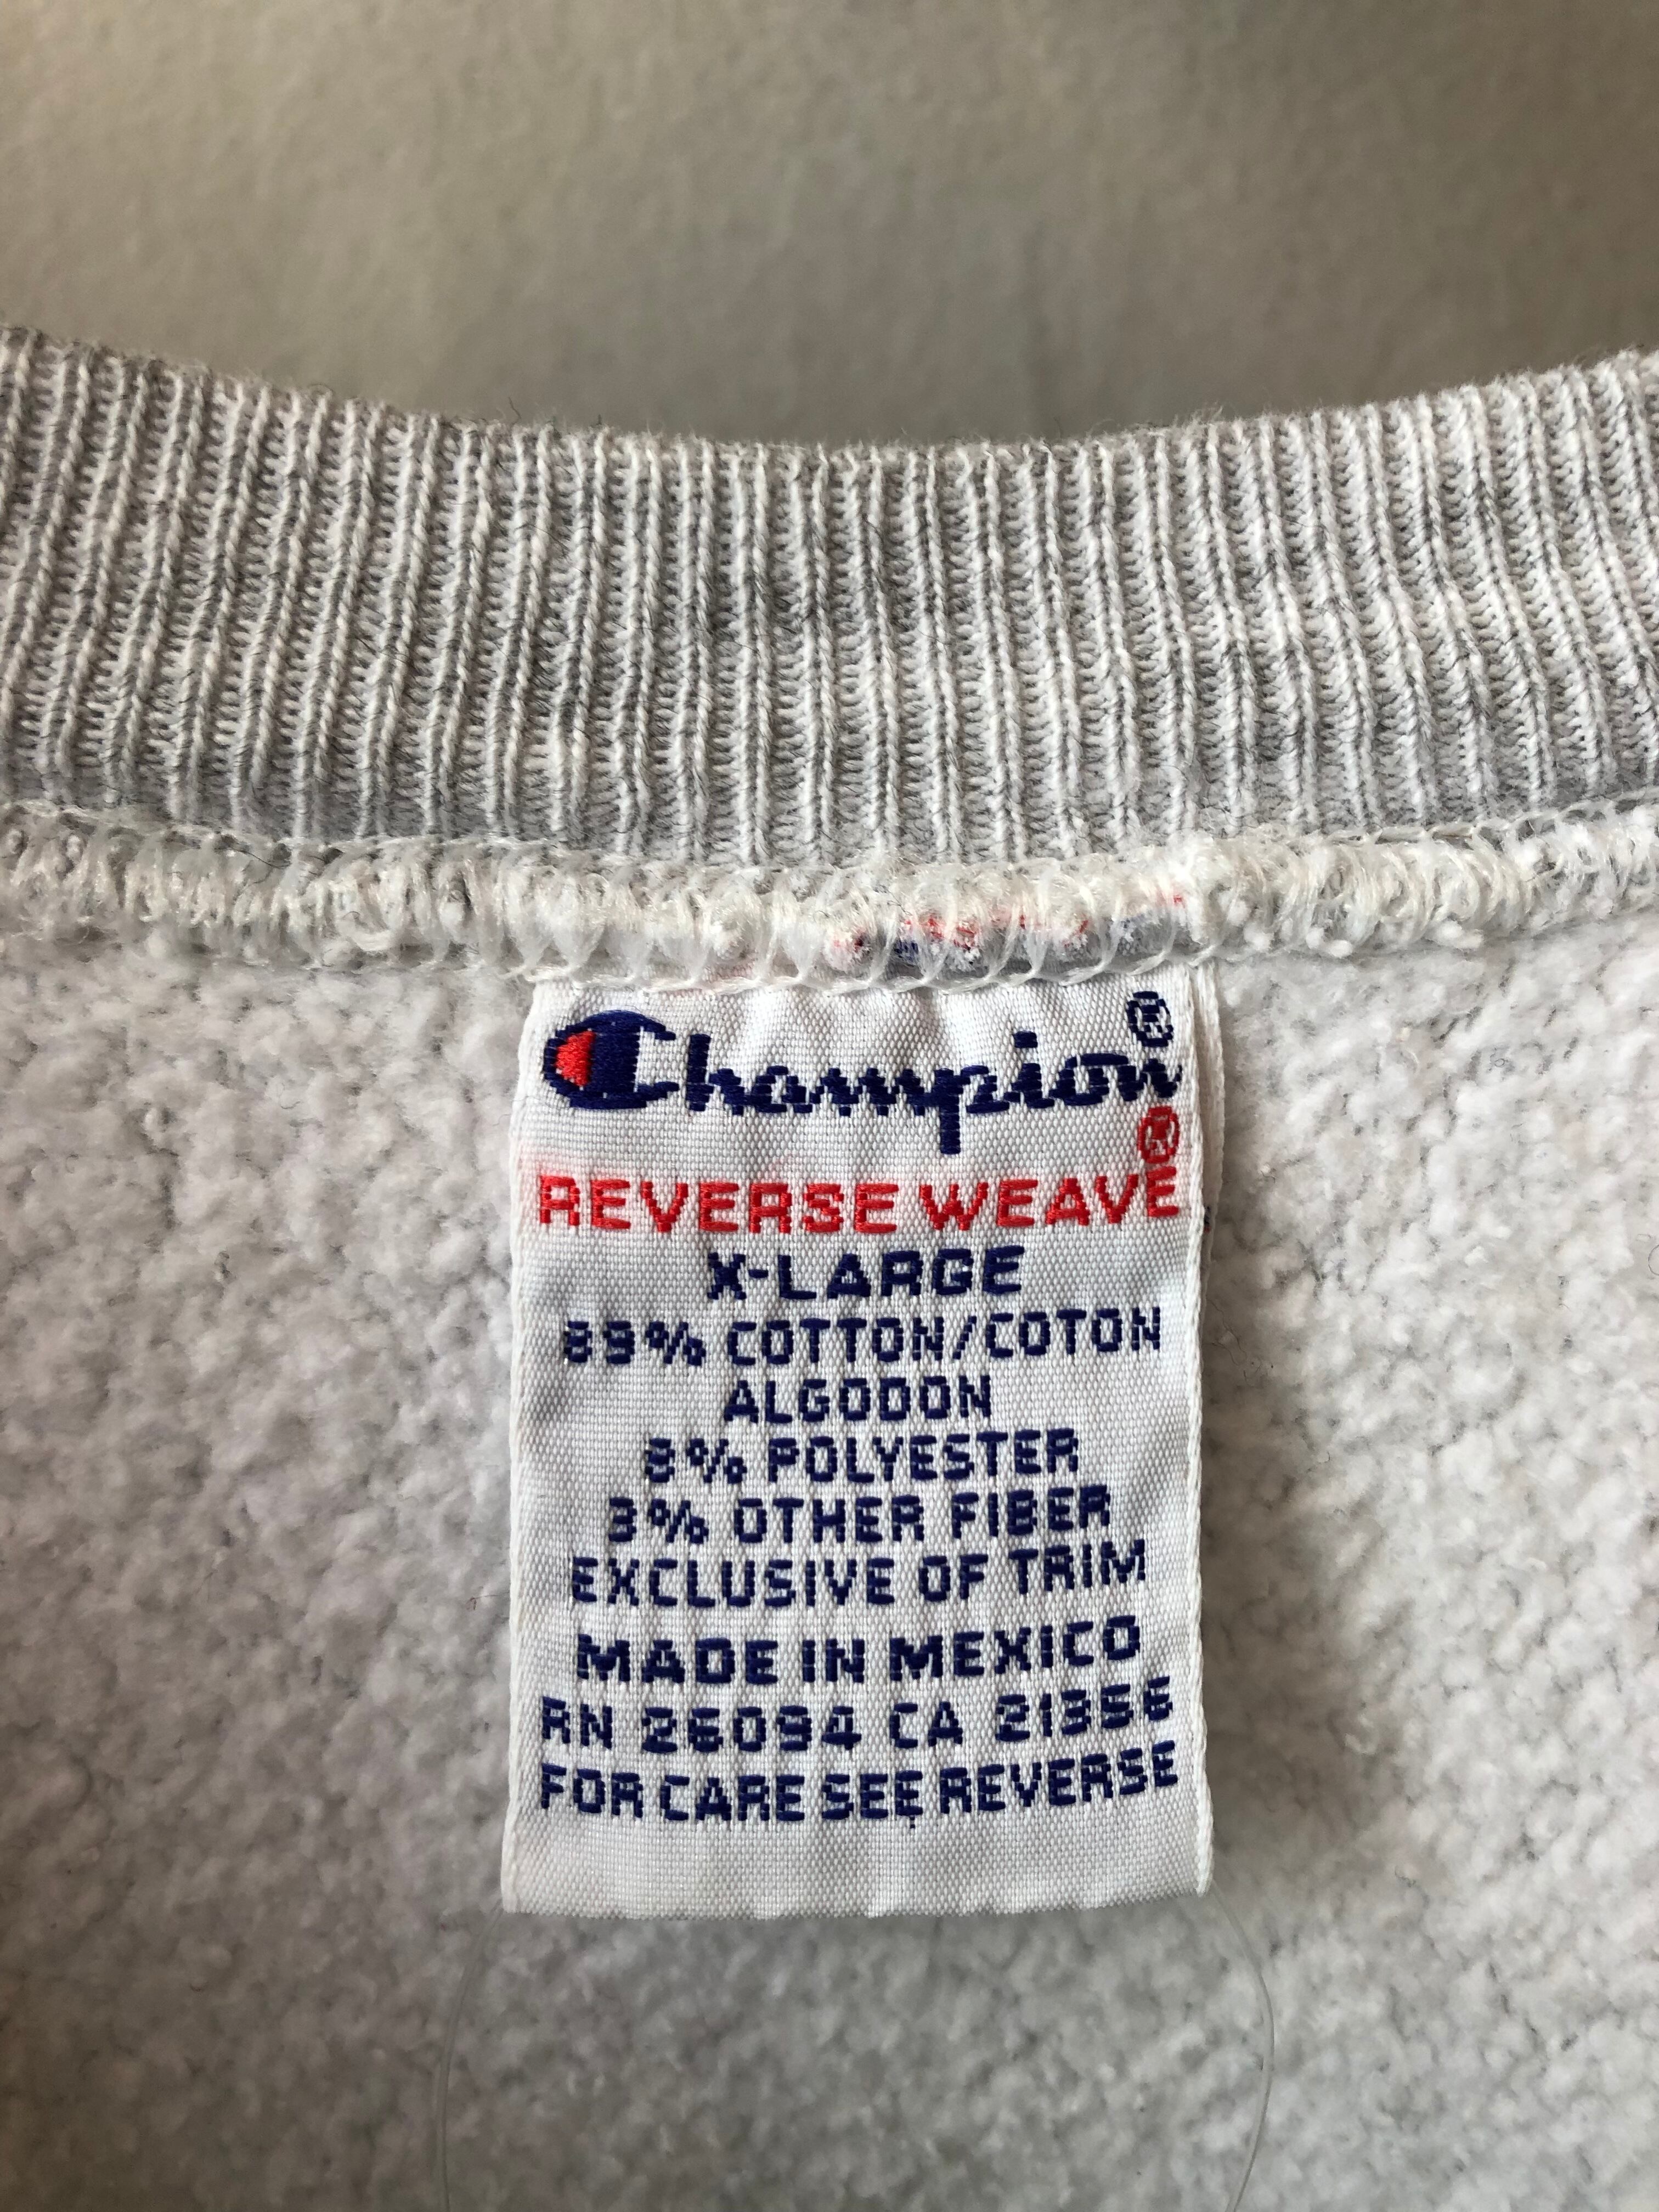 Champion®
REVERSE WEAVE®
X-LARGE
89% COTTON/COTON
ALGODON
8% POLYESTER
3% OTHER FIBER
EXCLUSIVE OF TRIM
MADE IN MEXICO
RN 26094 CA 21356
FOR CARE SEE REVERSE